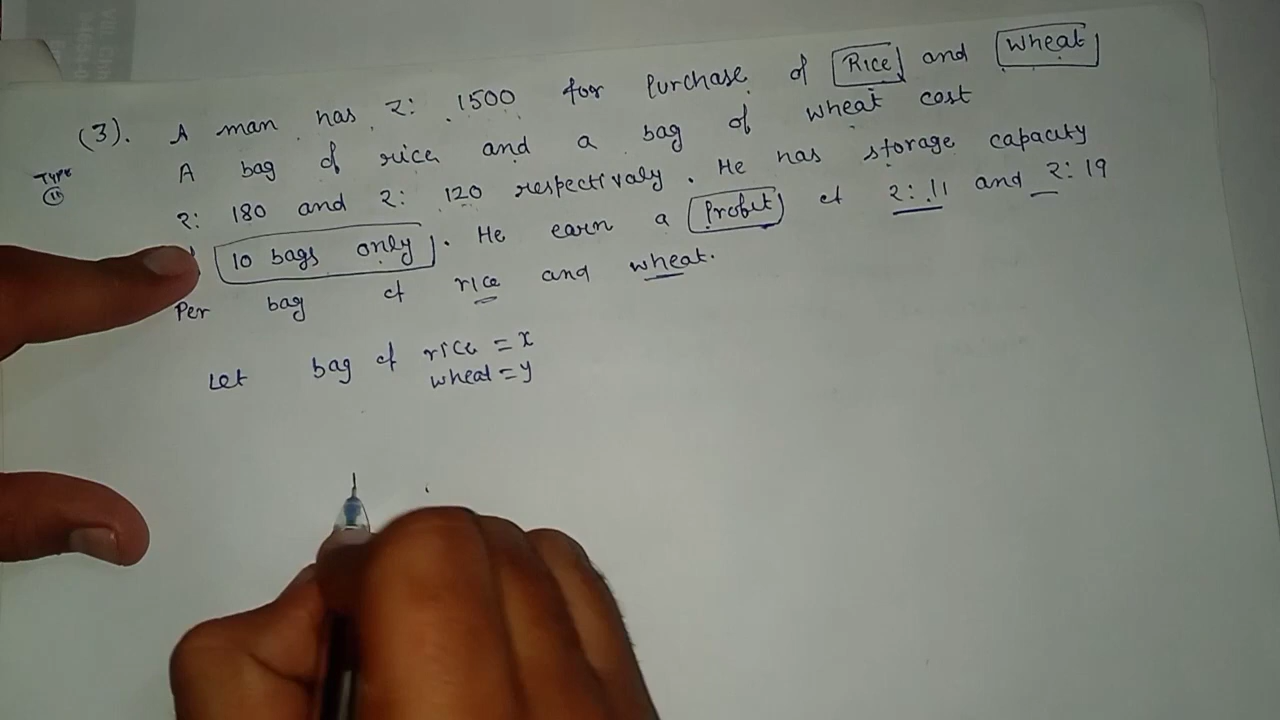 (3). A man has ₹: 1500 for Purchase of Rice and Wheat
TYPE A bag of rice and a bag of wheat cost
₹: 180 and ₹: 120 respectivaly. He has storage capacity
10 bags only. He earn a Profit of ₹: 11 and ₹: 19
Per bag of rice and wheat.
Let bag of rice = x
wheat = y